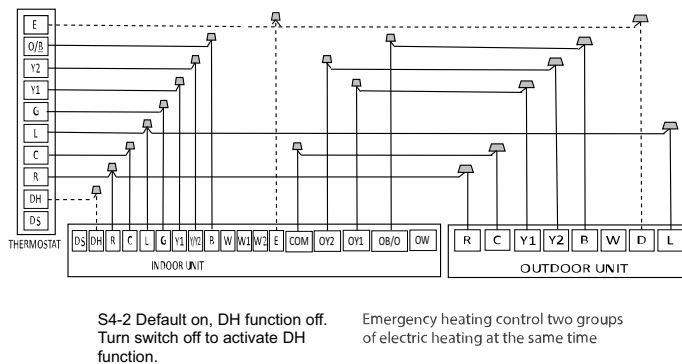 E
O/B
Y2
Y1
G
L
C
R
DH
DS
THERMOSTAT
DS DH R C L G Y1 Y/Y2 B W W1 W2 E COM OY2 OY1 OB/O OW
INDOOR UNIT
R C Y1 Y2 B W D L
OUTDOOR UNIT
S4-2 Default on, DH function off.
Turn switch off to activate DH
function.
Emergency heating control two groups
of electric heating at the same time